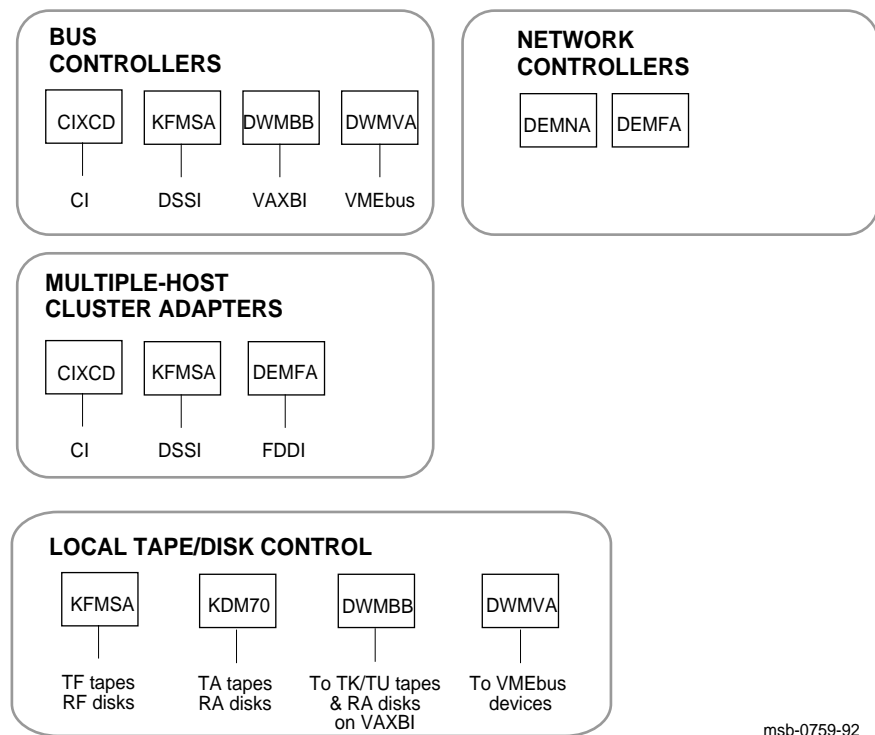 BUS
CONTROLLERS
CIXCD KFMSA DWMBB DWMVA
CI DSSI VAXBI VMEbus
NETWORK
CONTROLLERS
DEMNA DEMFA
MULTIPLE-HOST
CLUSTER ADAPTERS
CIXCD KFMSA DEMFA
CI DSSI FDDI
LOCAL TAPE/DISK CONTROL
KFMSA KDM70 DWMBB DWMVA
TF tapes
RF disks
TA tapes
RA disks
To TK/TU tapes
& RA disks
on VAXBI
To VMEbus
devices
msb-0759-92